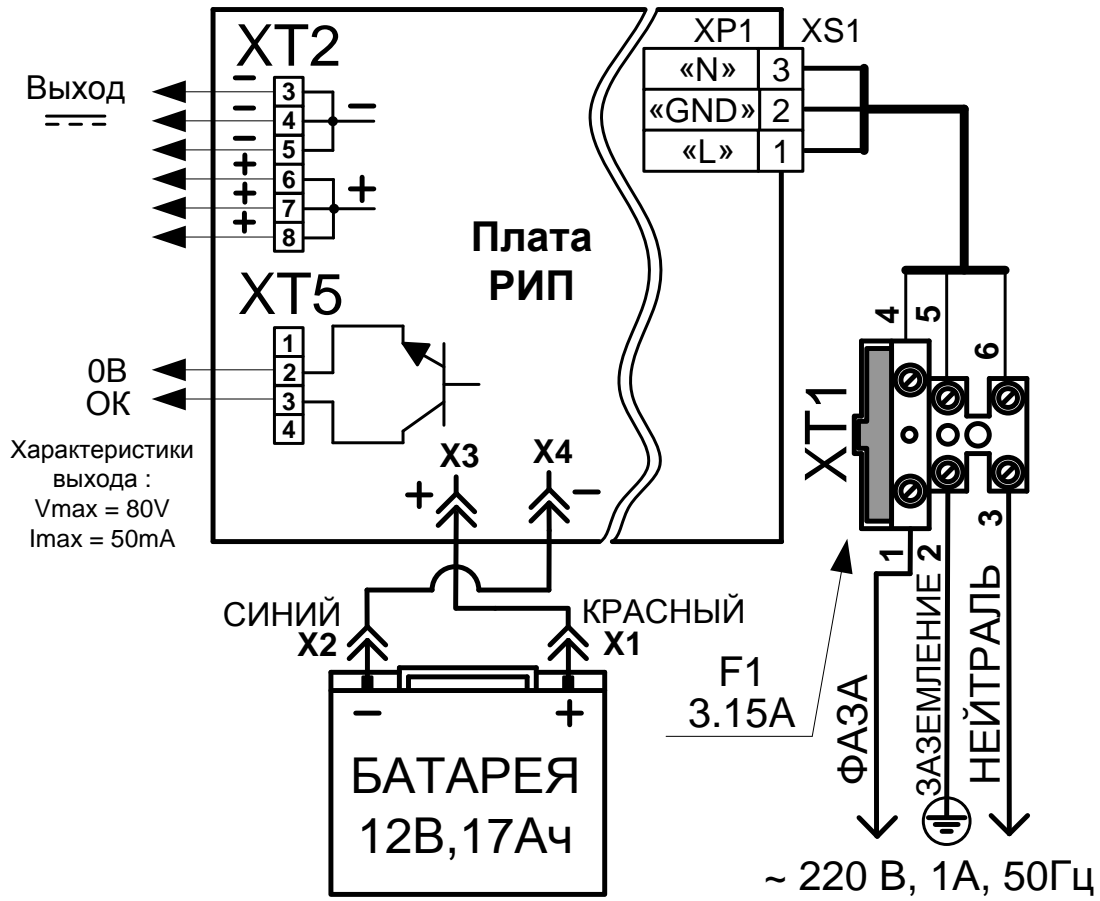 XT2
Выход
–
3
–
4
–
–
5
+
6
+
7
+
+
8
XP1 XS1
«N» 3
«GND» 2
«L» 1
Плата
РИП
XT5
1
0В
2
ОК
3
4
Характеристики
выхода :
Vmax = 80V
Imax = 50mA
X3
X4
+
–
СИНИЙ
X2
КРАСНЫЙ
X1
– +
БАТАРЕЯ
12В,17Ач
4
5
6
XT1
1
2
3
F1
3.15A
ФАЗА
ЗАЗЕМЛЕНИЕ
НЕЙТРАЛЬ
~ 220 В, 1А, 50Гц